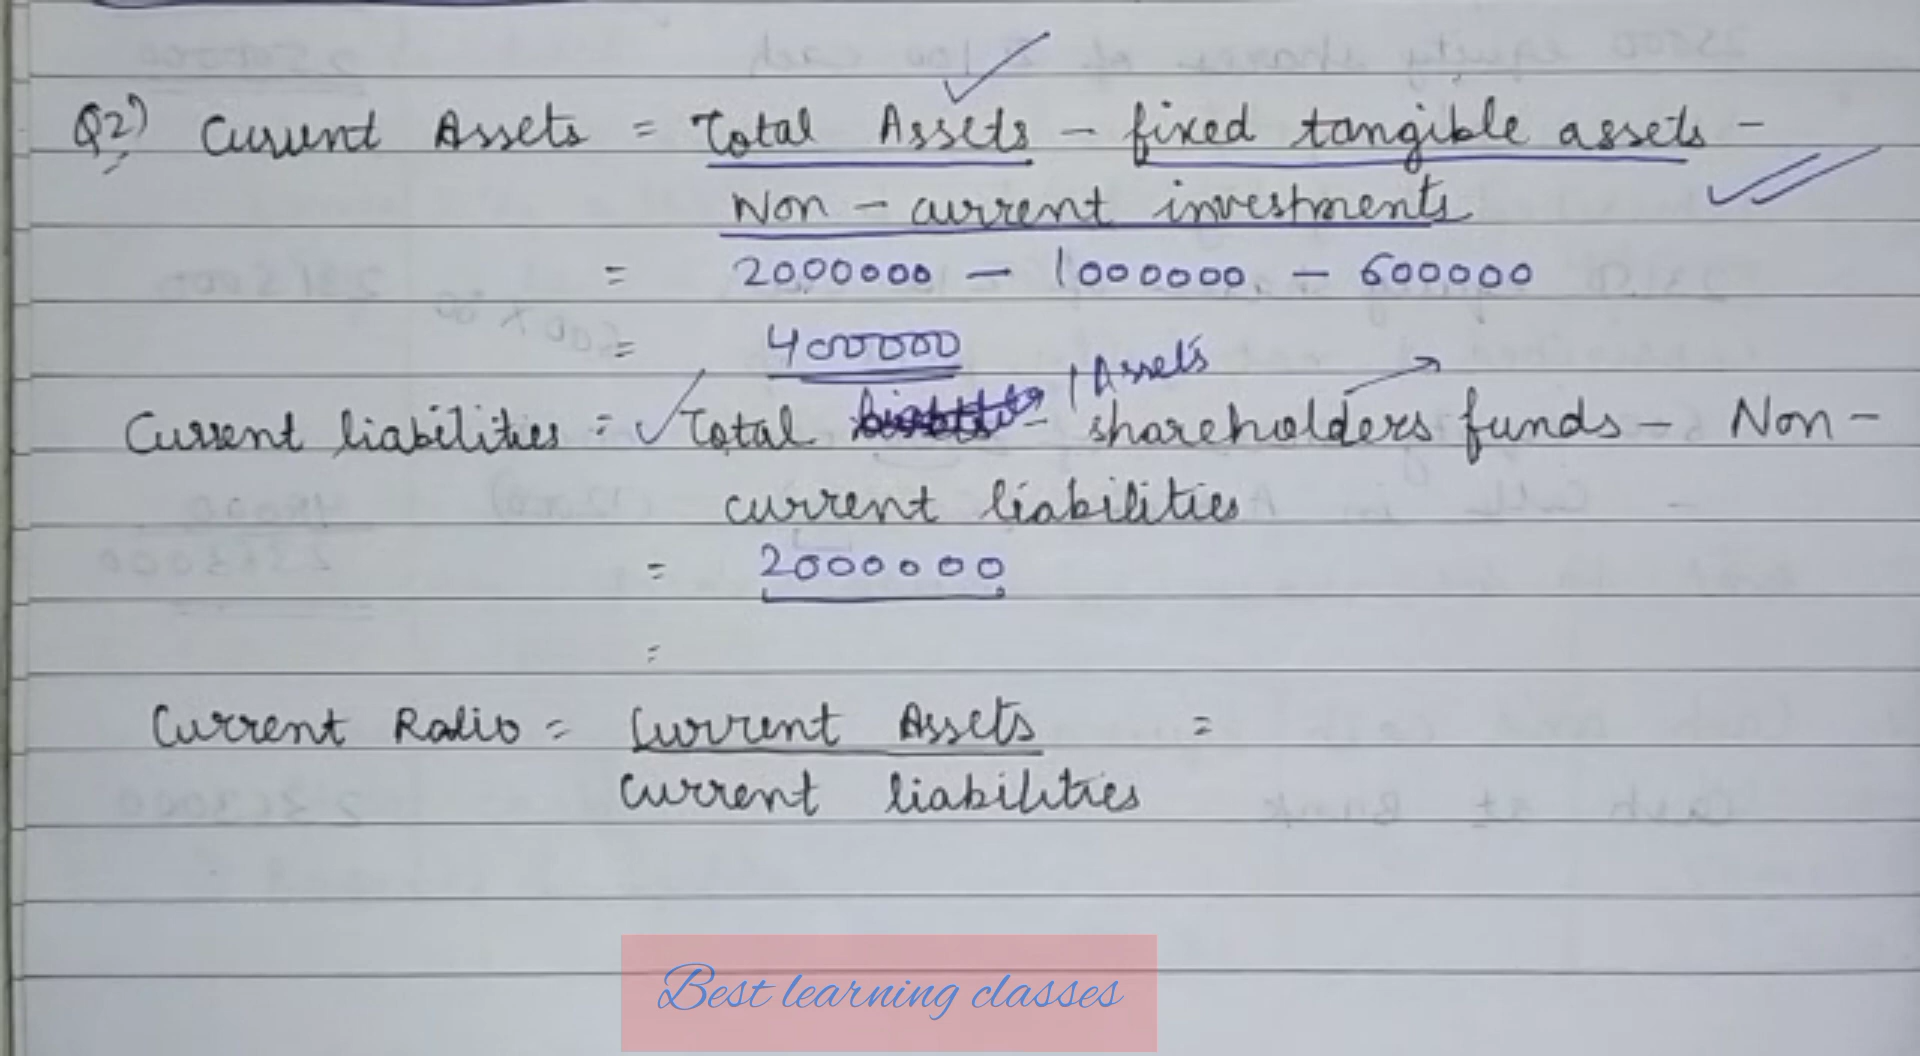 Q2) Current Assets = Total Assets - fixed tangible assets -
Non - current investments
= 2000000 - 1000000 - 600000
= 400000
Assets
Current liabilities = Total - shareholders funds - Non -
current liabilities
= 2000000
=
Current Ratio = Current Assets =
Current liabilities
Best learning classes